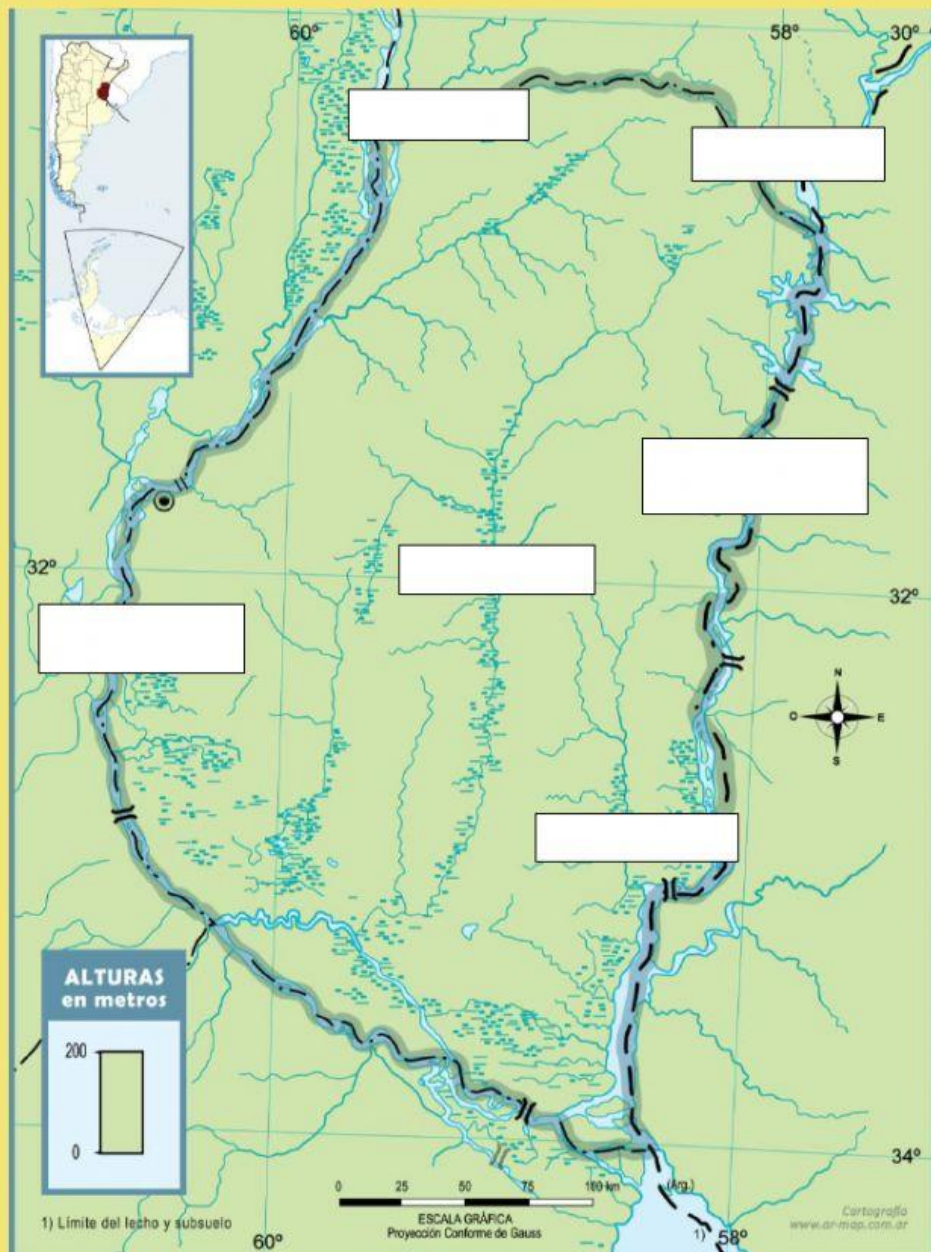 60º
58º
30º
32º
32º
N
O
E
S
ALTURAS
en metros
200
0
34º
0
25
50
75
100 km
(Arg.)
ESCALA GRÁFICA
Proyección Conforme de Gauss
1) Límite del lecho y subsuelo
1)
Cartografía
www.ar-map.com.ar
60º
58º